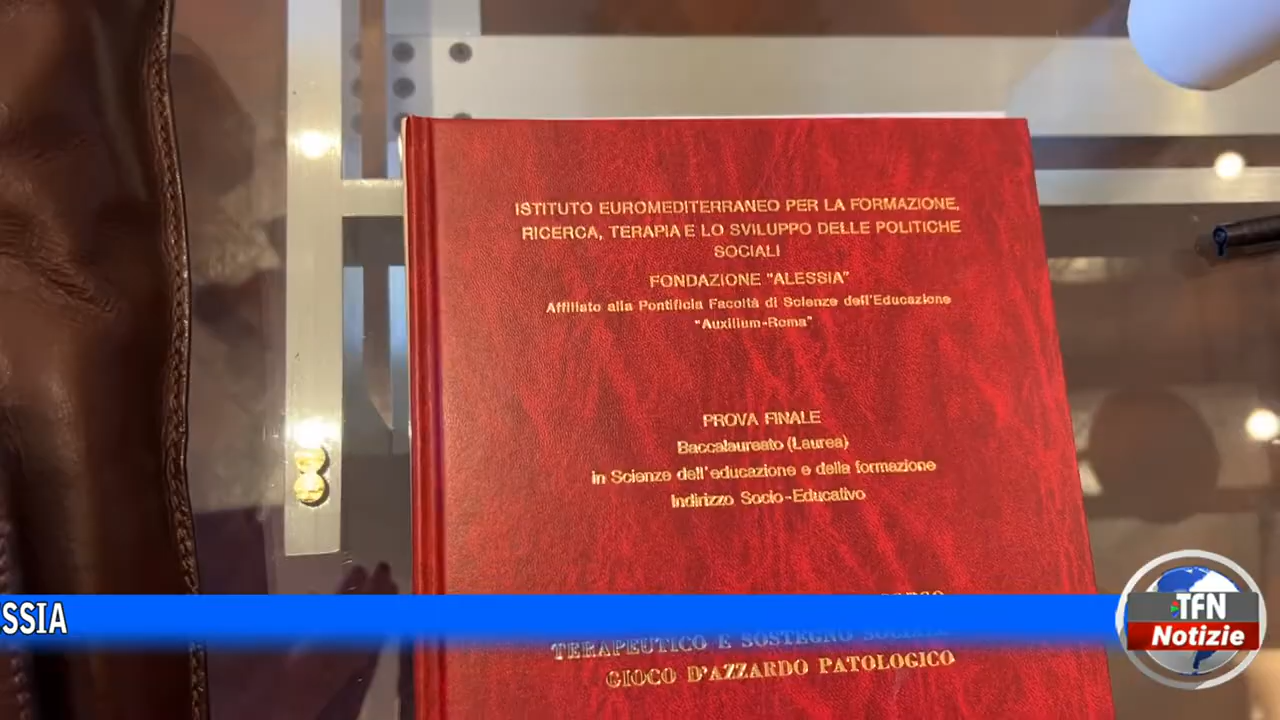 ISTITUTO EUROMEDITERRANEO PER LA FORMAZIONE,
RICERCA, TERAPIA E LO SVILUPPO DELLE POLITICHE
SOCIALI
FONDAZIONE "ALESSIA"
Affiliato alla Pontificia Facoltà di Scienze dell'Educazione
"Auxilium-Roma"
PROVA FINALE
Baccalaureato (Laurea)
in Scienze dell'educazione e della formazione
Indirizzo Socio-Educativo
TERAPEUTICO E SOSTEGNO
GIOCO D'AZZARDO PATOLOGICO
SSIA
TFN
Notizie